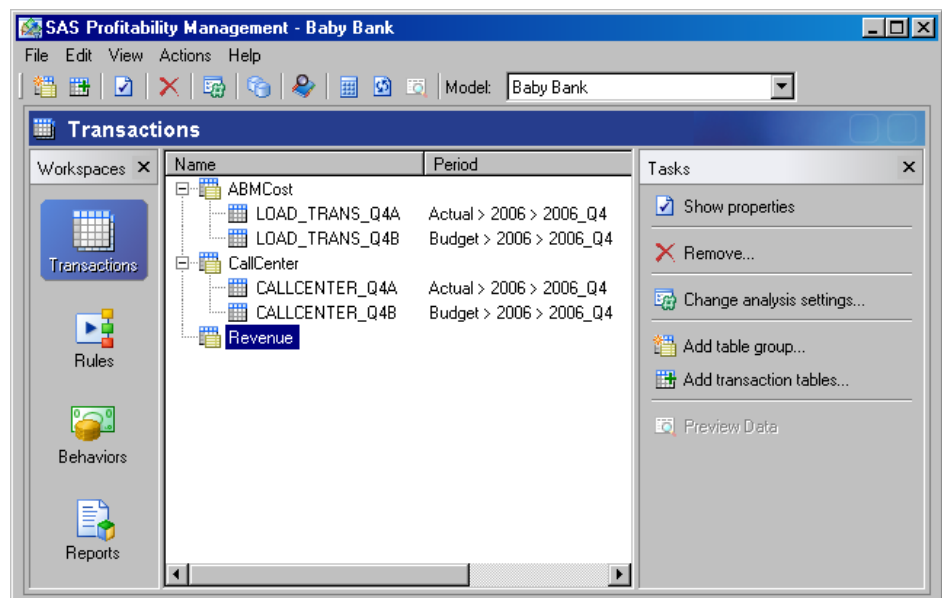 SAS Profitability Management - Baby Bank
File Edit View Actions Help
Model: Baby Bank
Transactions
Workspaces
Transactions
Rules
Behaviors
Reports
Name Period
ABMCost
LOAD_TRANS_Q4A Actual > 2006 > 2006_Q4
LOAD_TRANS_Q4B Budget > 2006 > 2006_Q4
CallCenter
CALLCENTER_Q4A Actual > 2006 > 2006_Q4
CALLCENTER_Q4B Budget > 2006 > 2006_Q4
Revenue
Tasks
Show properties
Remove...
Change analysis settings...
Add table group...
Add transaction tables...
Preview Data